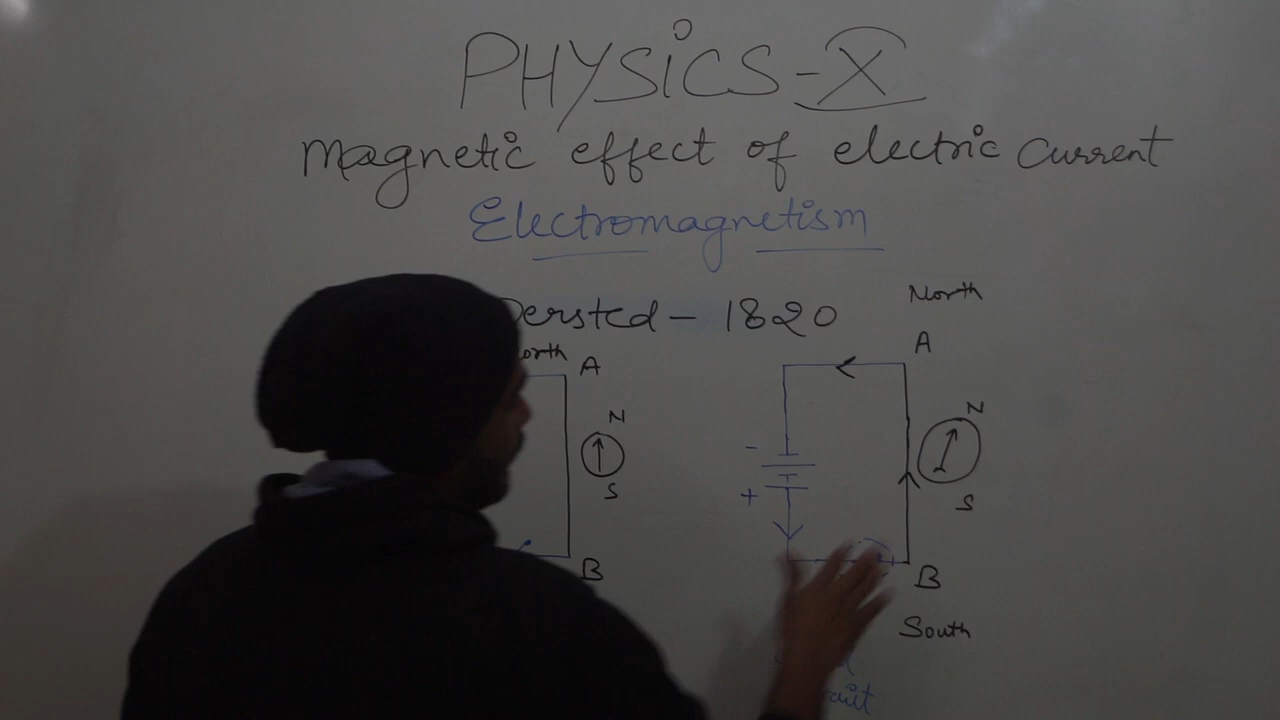 PHYSICS-X
Magnetic effect of electric current
Electromagnetism
Oersted - 1820
North
A
N
S
B
North
A
-
+
N
S
B
South